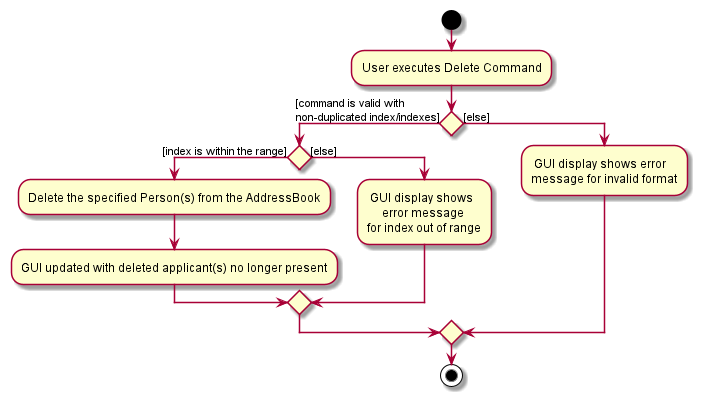 User executes Delete Command
[command is valid with
non-duplicated index/indexes]
[else]
[index is within the range]
[else]
GUI display shows error
message for invalid format
Delete the specified Person(s) from the AddressBook
GUI display shows
error message
for index out of range
GUI updated with deleted applicant(s) no longer present